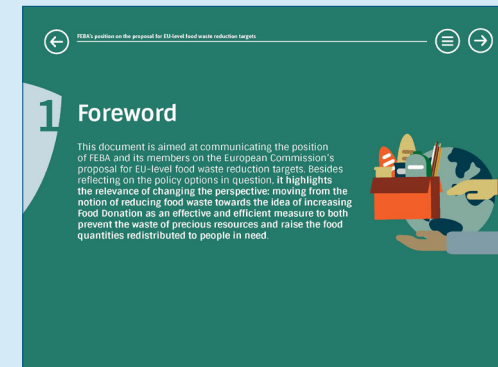 FEBA's position on the proposal for EU-level food waste reduction targets
1 Foreword
This document is aimed at communicating the position
of FEBA and its members on the European Commission's
proposal for EU-level food waste reduction targets. Besides
reflecting on the policy options in question, it highlights
the relevance of changing the perspective: moving from the
notion of reducing food waste towards the idea of increasing
Food Donation as an effective and efficient measure to both
prevent the waste of precious resources and raise the food
quantities redistributed to people in need.